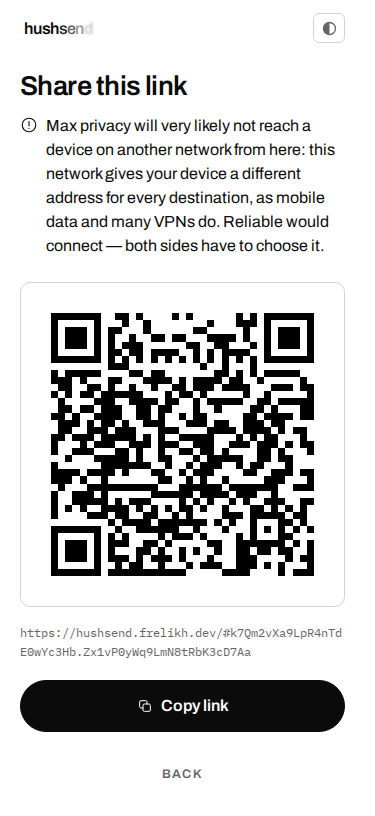 hushsend
Share this link
Max privacy will very likely not reach a
device on another network from here: this
network gives your device a different
address for every destination, as mobile
data and many VPNs do. Reliable would
connect — both sides have to choose it.
https://hushsend.frelikh.dev/#k7Qm2vXa9LpR4nTd
E0wYc3Hb.Zx1vP0yWq9LmN8tRbK3cD7Aa
Copy link
BACK